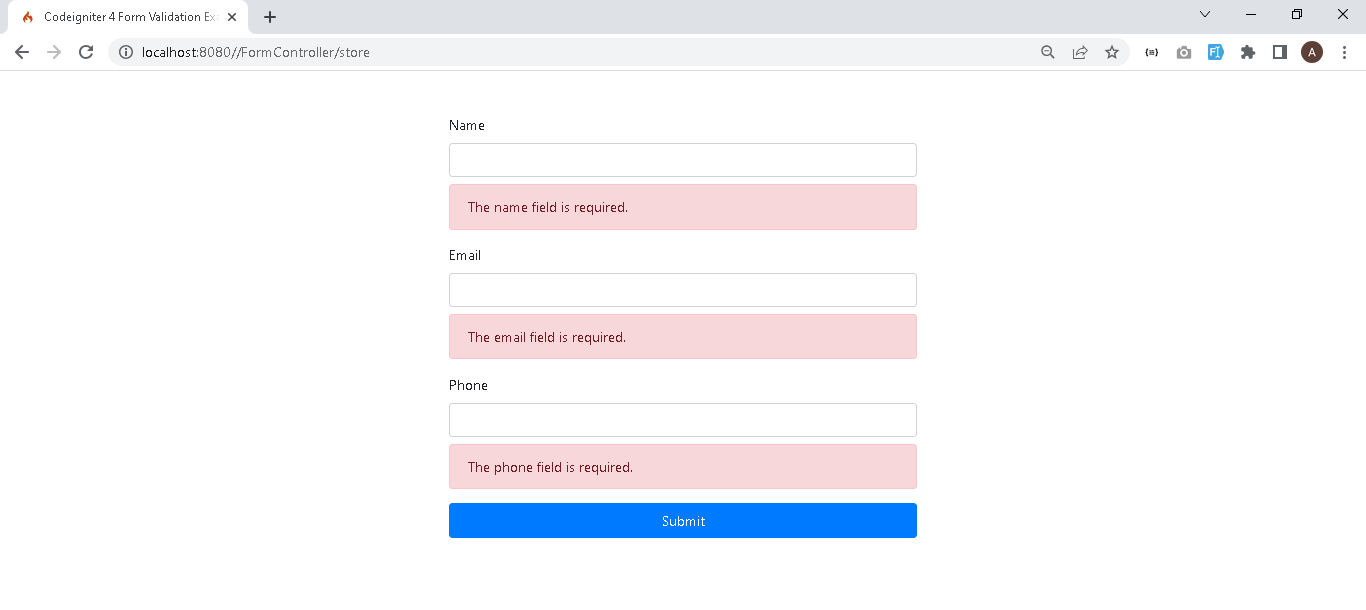 Codeigniter 4 Form Validation Ex
localhost:8080//FormController/store
A
Name
The name field is required.
Email
The email field is required.
Phone
The phone field is required.
Submit